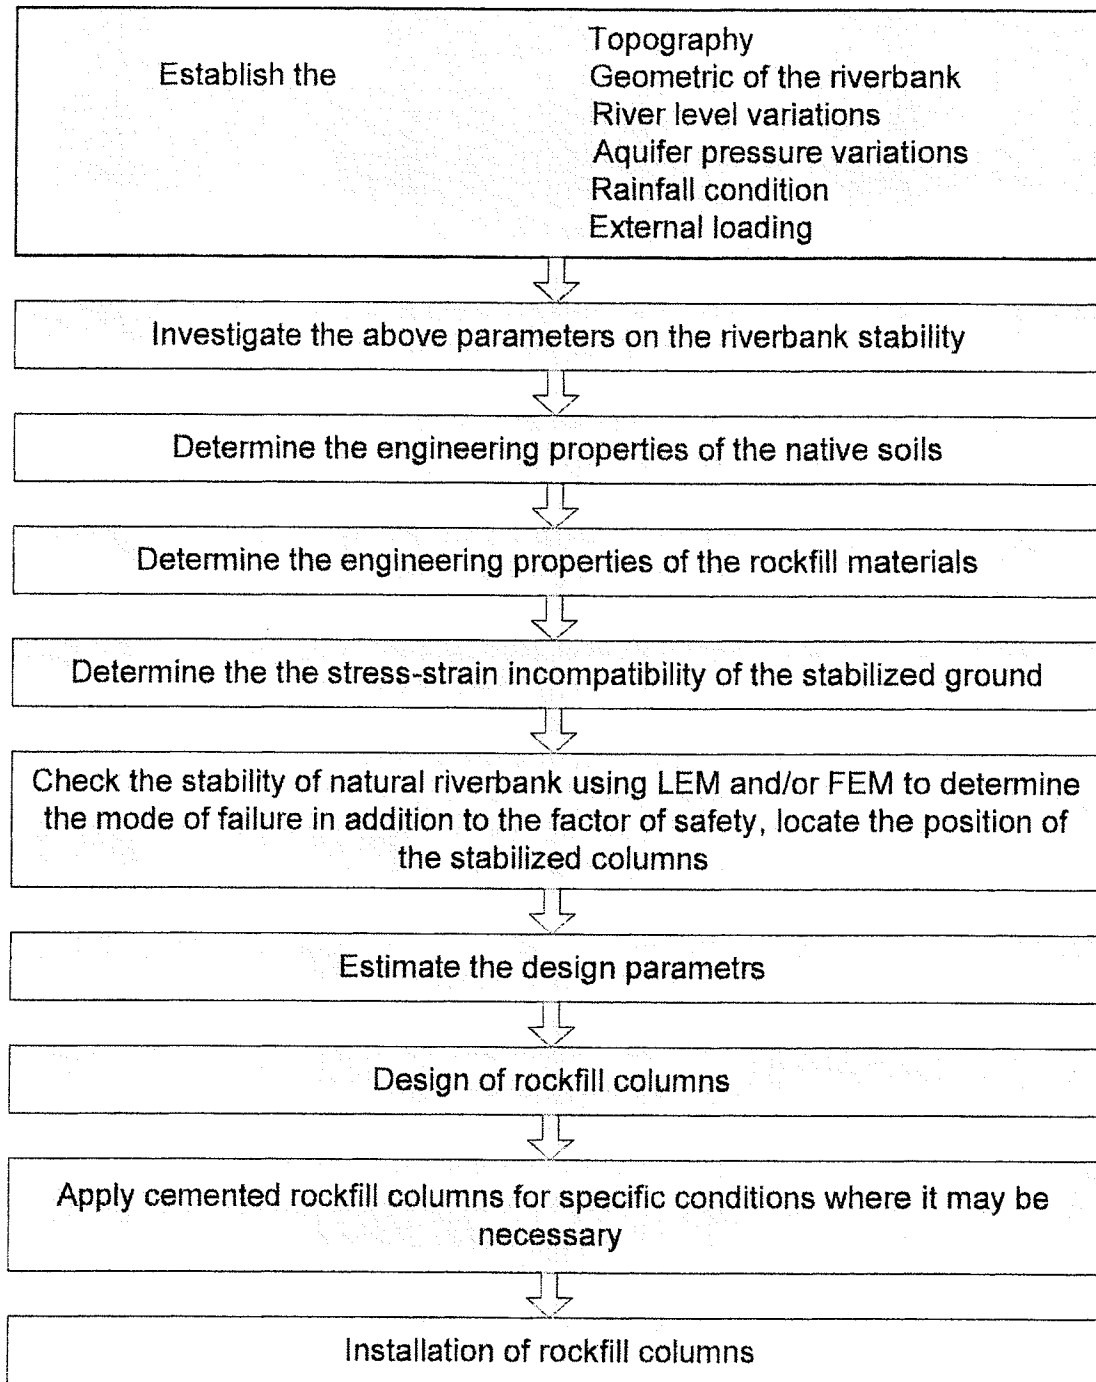 Establish the
Topography
Geometric of the riverbank
River level variations
Aquifer pressure variations
Rainfall condition
External loading
Investigate the above parameters on the riverbank stability
Determine the engineering properties of the native soils
Determine the engineering properties of the rockfill materials
Determine the the stress-strain incompatibility of the stabilized ground
Check the stability of natural riverbank using LEM and/or FEM to determine
the mode of failure in addition to the factor of safety, locate the position of
the stabilized columns
Estimate the design parametrs
Design of rockfill columns
Apply cemented rockfill columns for specific conditions where it may be
necessary
Installation of rockfill columns